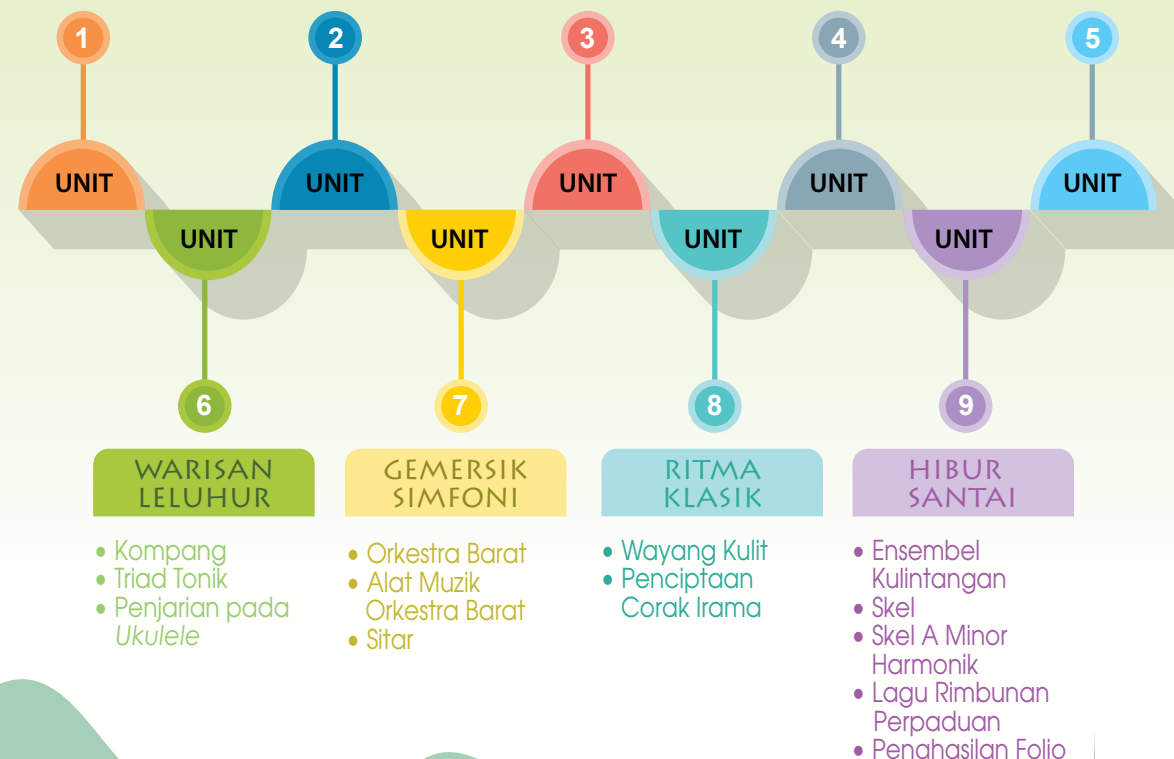 1
2
3
4
5
UNIT
UNIT
UNIT
UNIT
UNIT
UNIT
UNIT
UNIT
UNIT
6
7
8
9
WARISAN
LELUHUR
• Kompang
• Triad Tonik
• Penjarian pada
Ukulele
GEMERSIK
SIMFONI
• Orkestra Barat
• Alat Muzik
Orkestra Barat
• Sitar
RITMA
KLASIK
• Wayang Kulit
• Penciptaan
Corak Irama
HIBUR
SANTAI
• Ensembel
Kulintangan
• Skel
• Skel A Minor
Harmonik
• Lagu Rimbunan
Perpaduan
• Penghasilan Folio